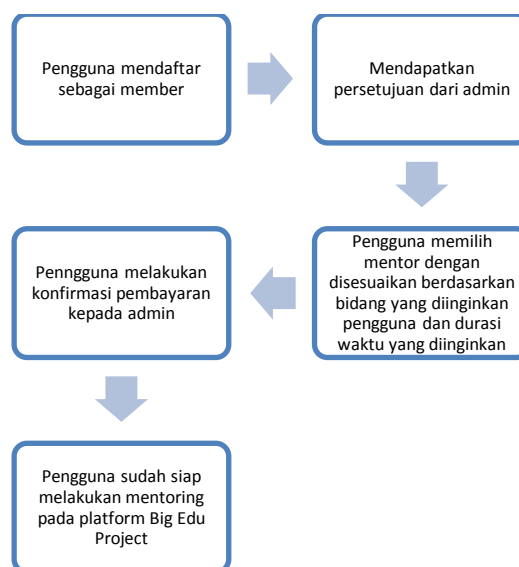 Pengguna mendaftar
sebagai member
Mendapatkan
persetujuan dari admin
Pengguna memilih
mentor dengan
disesuaikan berdasarkan
bidang yang diinginkan
pengguna dan durasi
waktu yang diinginkan
Penngguna melakukan
konfirmasi pembayaran
kepada admin
Pengguna sudah siap
melakukan mentoring
pada platform Big Edu
Project